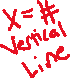 x = #
Vertical
Line